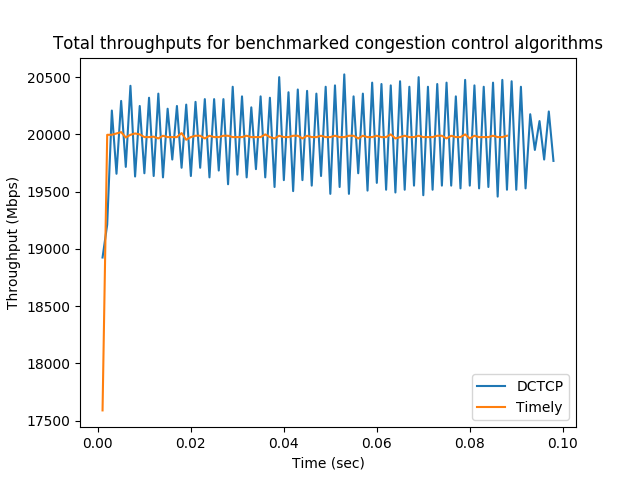 Total throughputs for benchmarked congestion control algorithms
20500
20000
19500
19000
18500
18000
17500
Throughput (Mbps)
0.00 0.02 0.04 0.06 0.08 0.10
Time (sec)
DCTCP
Timely